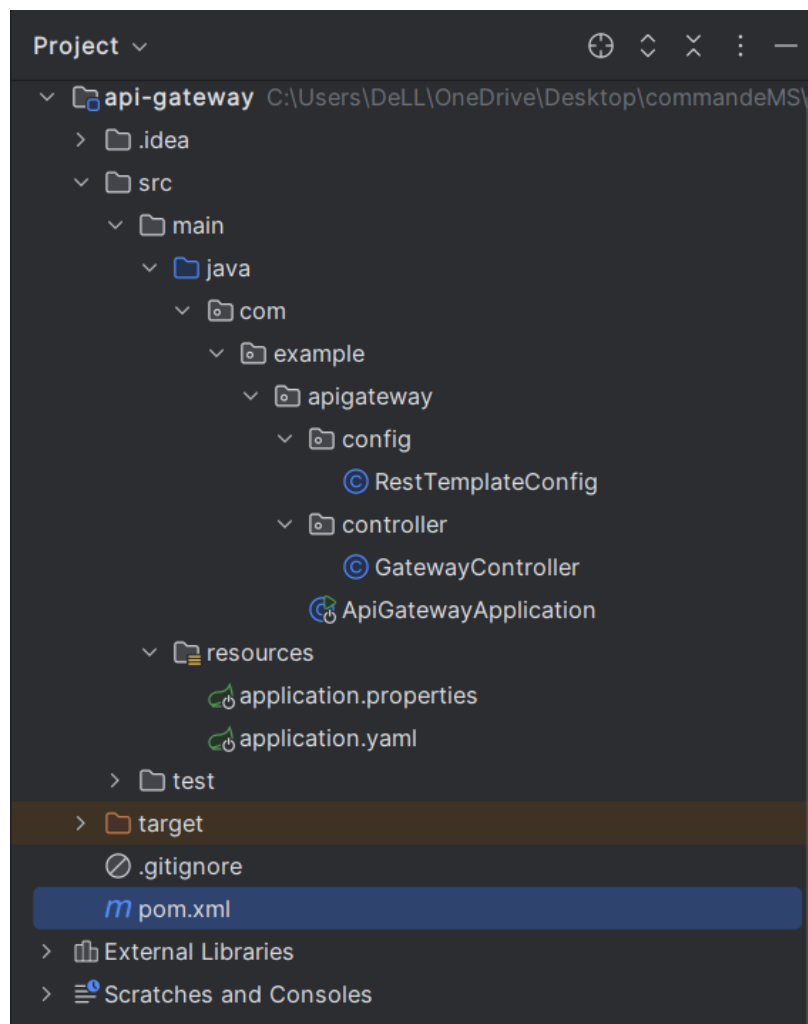 Project
api-gateway C:\Users\DeLL\OneDrive\Desktop\commandeMS\
.idea
src
main
java
com
example
apigateway
config
RestTemplateConfig
controller
GatewayController
ApiGatewayApplication
resources
application.properties
application.yaml
test
target
.gitignore
pom.xml
External Libraries
Scratches and Consoles